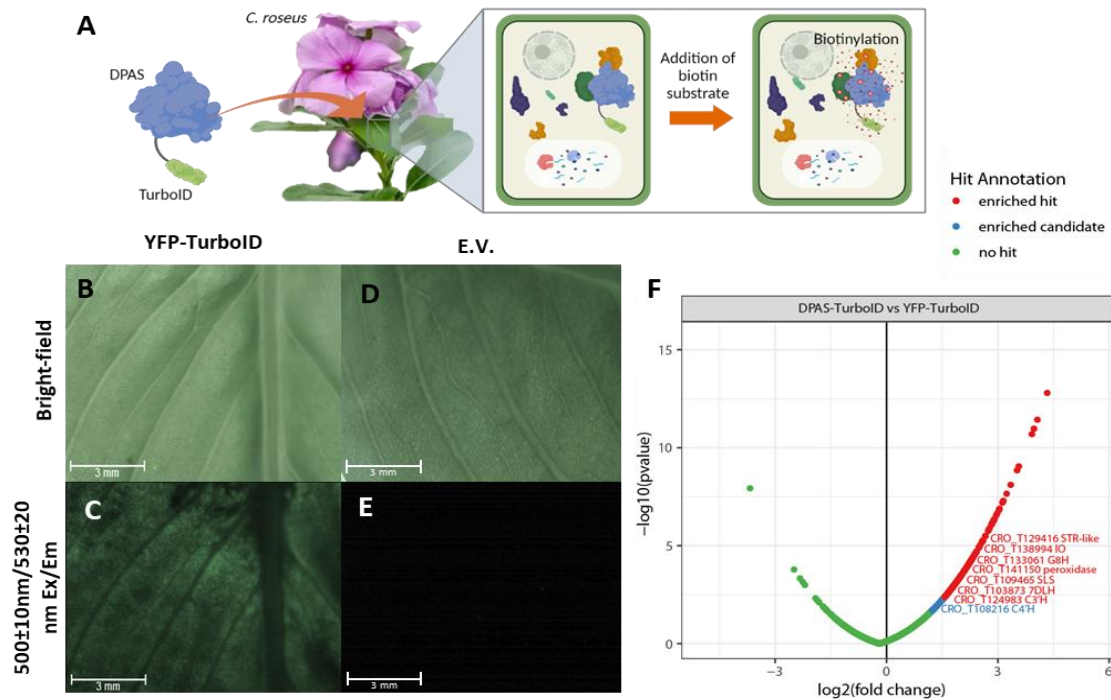 A
C. roseus
DPAS
TurboID
Addition of
biotin
substrate
Biotinylation
Hit Annotation
enriched hit
enriched candidate
no hit
YFP-TurboID
E.V.
Bright-field
500±10nm/530±20
nm Ex/Em
B
3 mm
D
3 mm
C
3 mm
E
3 mm
F
DPAS-TurboID vs YFP-TurboID
15
10
5
0
-log10(pvalue)
CRO_T129416 STR-like
CRO_T138994 IO
CRO_T133061 G8H
CRO_T141150 peroxidase
CRO_T109465 SLS
CRO_T103873 7DLH
CRO_T124983 C3'H
CRO_T108216 C4'H
-3
0
3
6
log2(fold change)